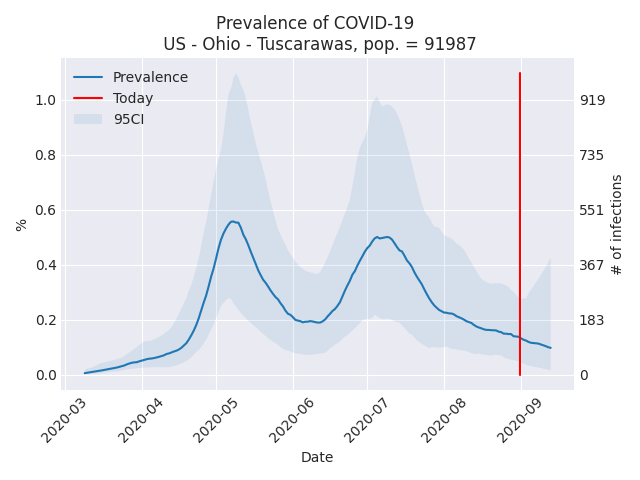 Prevalence of COVID-19
US - Ohio - Tuscarawas, pop. = 91987
Prevalence
Today
95CI
1.0
0.8
0.6
0.4
0.2
0.0
%
919
735
551
367
183
0
# of infections
2020-03
2020-04
2020-05
2020-06
2020-07
2020-08
2020-09
Date